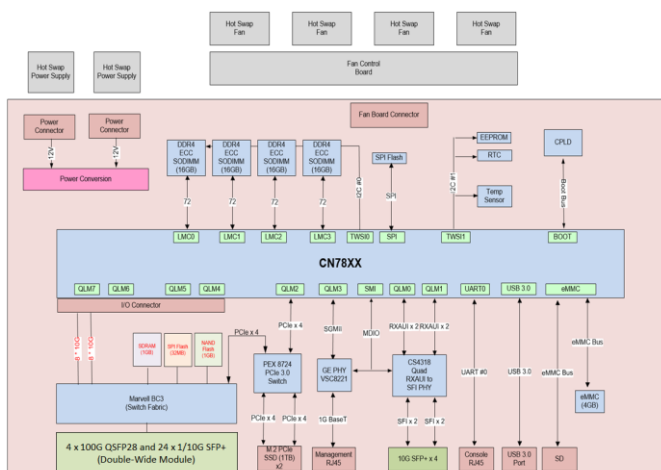 Hot Swap
Fan
Hot Swap
Fan
Hot Swap
Fan
Hot Swap
Fan
Hot Swap
Power Supply
Hot Swap
Power Supply
Fan Control
Board
Power
Connector
Power
Connector
Fan Board Connector
12V
12V
Power Conversion
DDR4
ECC
SODIMM
(16GB)
DDR4
ECC
SODIMM
(16GB)
DDR4
ECC
SODIMM
(16GB)
DDR4
ECC
SODIMM
(16GB)
SPI Flash
EEPROM
RTC
Temp
Sensor
CPLD
72
72
72
72
I2C #0
SPI
I2C #1
Boot Bus
LMC0
LMC1
LMC2
LMC3
TWSI0
SPI
TWSI1
BOOT
CN78XX
QLM7
QLM6
QLM5
QLM4
QLM2
QLM3
SMI
QLM0
QLM1
UART0
USB 3.0
eMMC
I/O Connector
8 * 10G
8 * 10G
SDRAM
(1GB)
SPI Flash
(32MB)
NAND
Flash
(1GB)
PCIe x 4
PCIe x 4
SGMII
MDIO
RXAUI x 2
RXAUI x 2
UART #0
USB 3.0
eMMC Bus
eMMC Bus
Marvell BC3
(Switch Fabric)
PEX 8724
PCIe 3.0
Switch
GE PHY
VSC8221
CS4318
Quad
RXAUI to
SFI PHY
eMMC
(4GB)
PCIe x 4
PCIe x 4
1G BaseT
SFI x 2
SFI x 2
4 x 100G QSFP28 and 24 x 1/10G SFP+
(Double-Wide Module)
M.2 PCIe
SSD (1TB)
x2
Management
RJ45
10G SFP+ x 4
Console
RJ45
USB 3.0
Port
SD